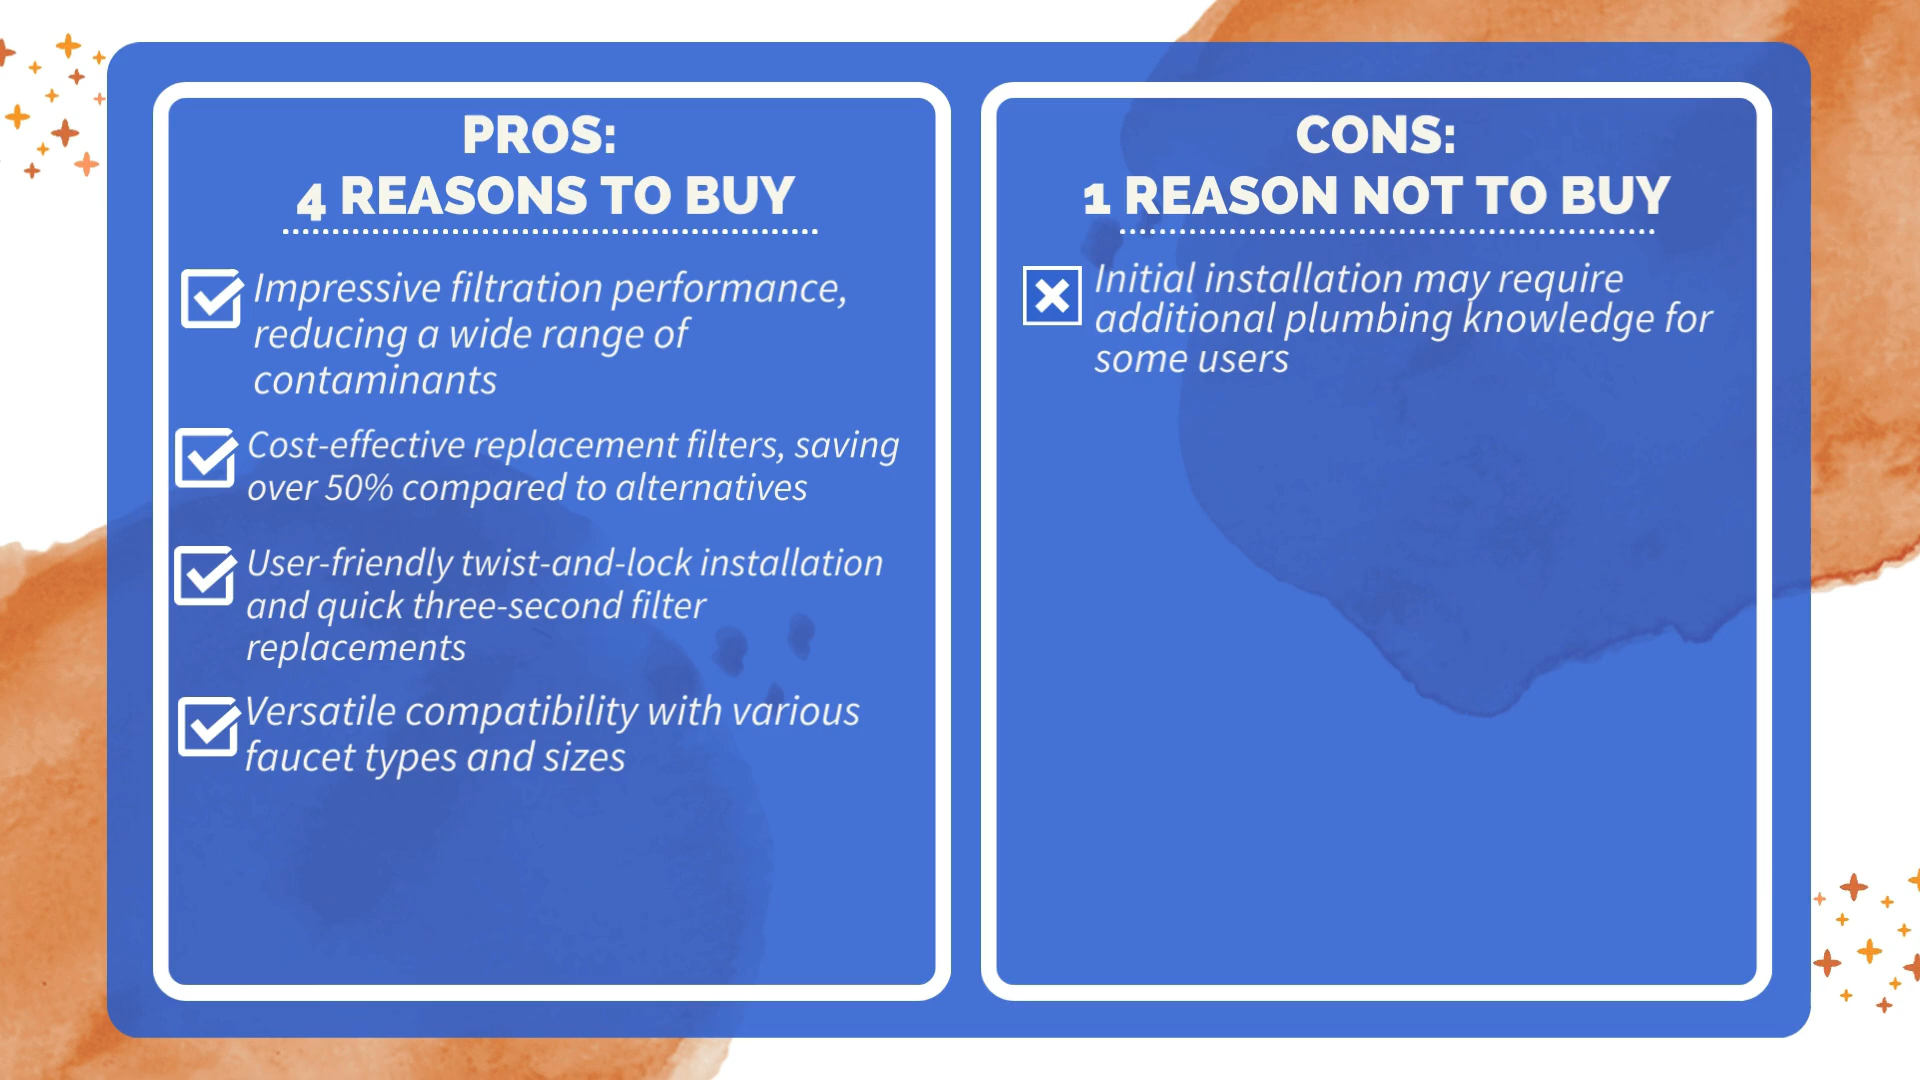 PROS:
4 REASONS TO BUY
Impressive filtration performance,
reducing a wide range of
contaminants
Cost-effective replacement filters, saving
over 50% compared to alternatives
User-friendly twist-and-lock installation
and quick three-second filter
replacements
Versatile compatibility with various
faucet types and sizes
CONS:
1 REASON NOT TO BUY
Initial installation may require
additional plumbing knowledge for
some users